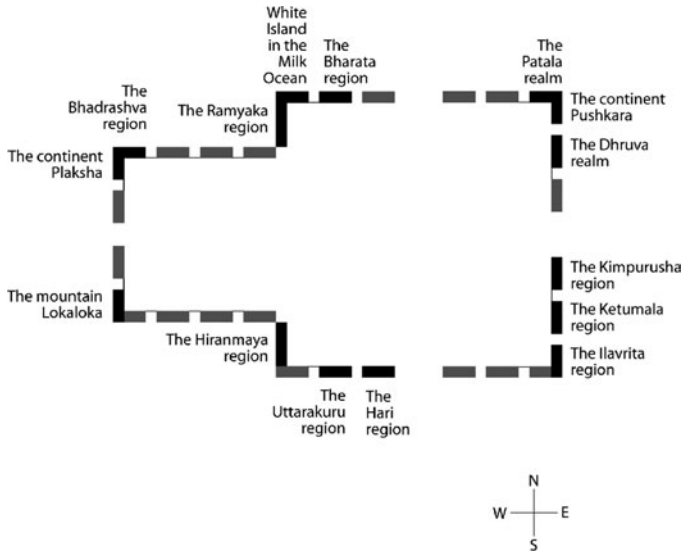 White
Island
in the
Milk
Ocean
The
Bharata
region
The
Patala
realm
The
Bhadrashva
region
The Ramyaka
region
The continent
Pushkara
The continent
Plaksha
The Dhruva
realm
The mountain
Lokaloka
The Kimpurusha
region
The Ketumala
region
The Hiranmaya
region
The Ilavrita
region
The
Uttarakuru
region
The
Hari
region
N
W
E
S